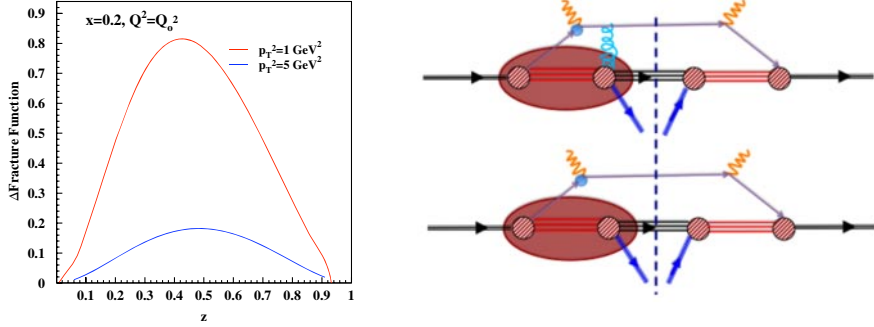 x=0.2, Q²=Qₒ²
p_T²=1 GeV²
p_T²=5 GeV²
ΔFracture Function
0.9
0.8
0.7
0.6
0.5
0.4
0.3
0.2
0.1
0
0.1 0.2 0.3 0.4 0.5 0.6 0.7 0.8 0.9 1
z